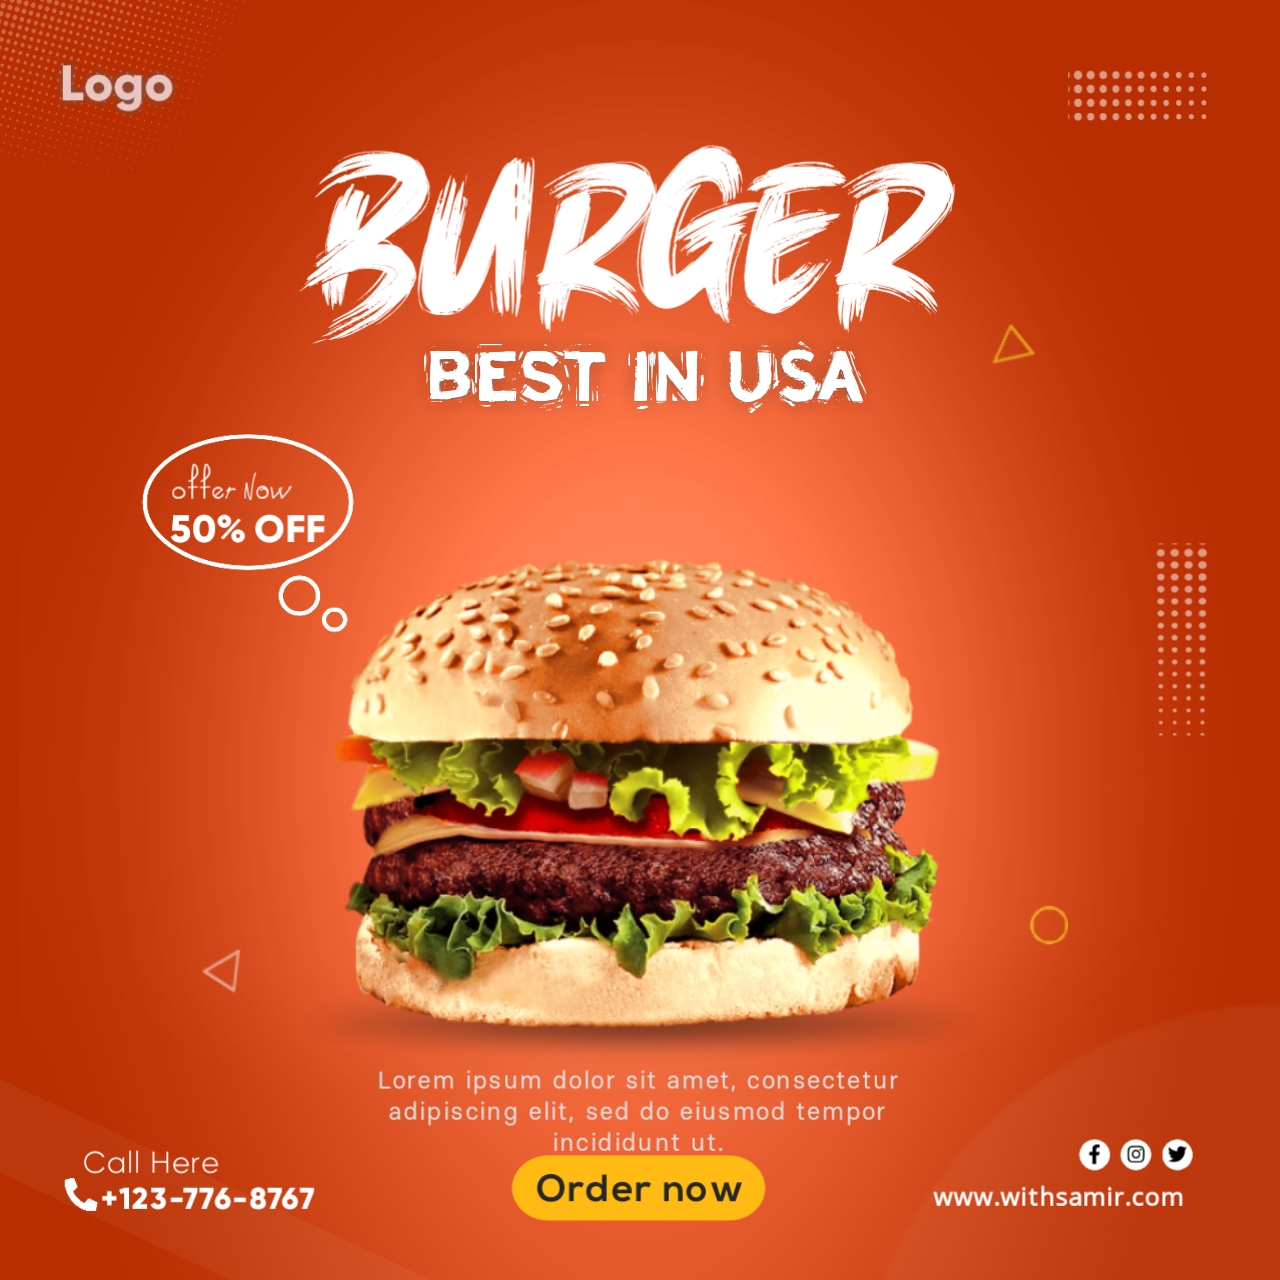 Logo
BURGER
BEST IN USA
offer Now
50% OFF
Lorem ipsum dolor sit amet, consectetur
adipiscing elit, sed do eiusmod tempor
incididunt ut.
Call Here
+123-776-8767
Order now
www.withsamir.com